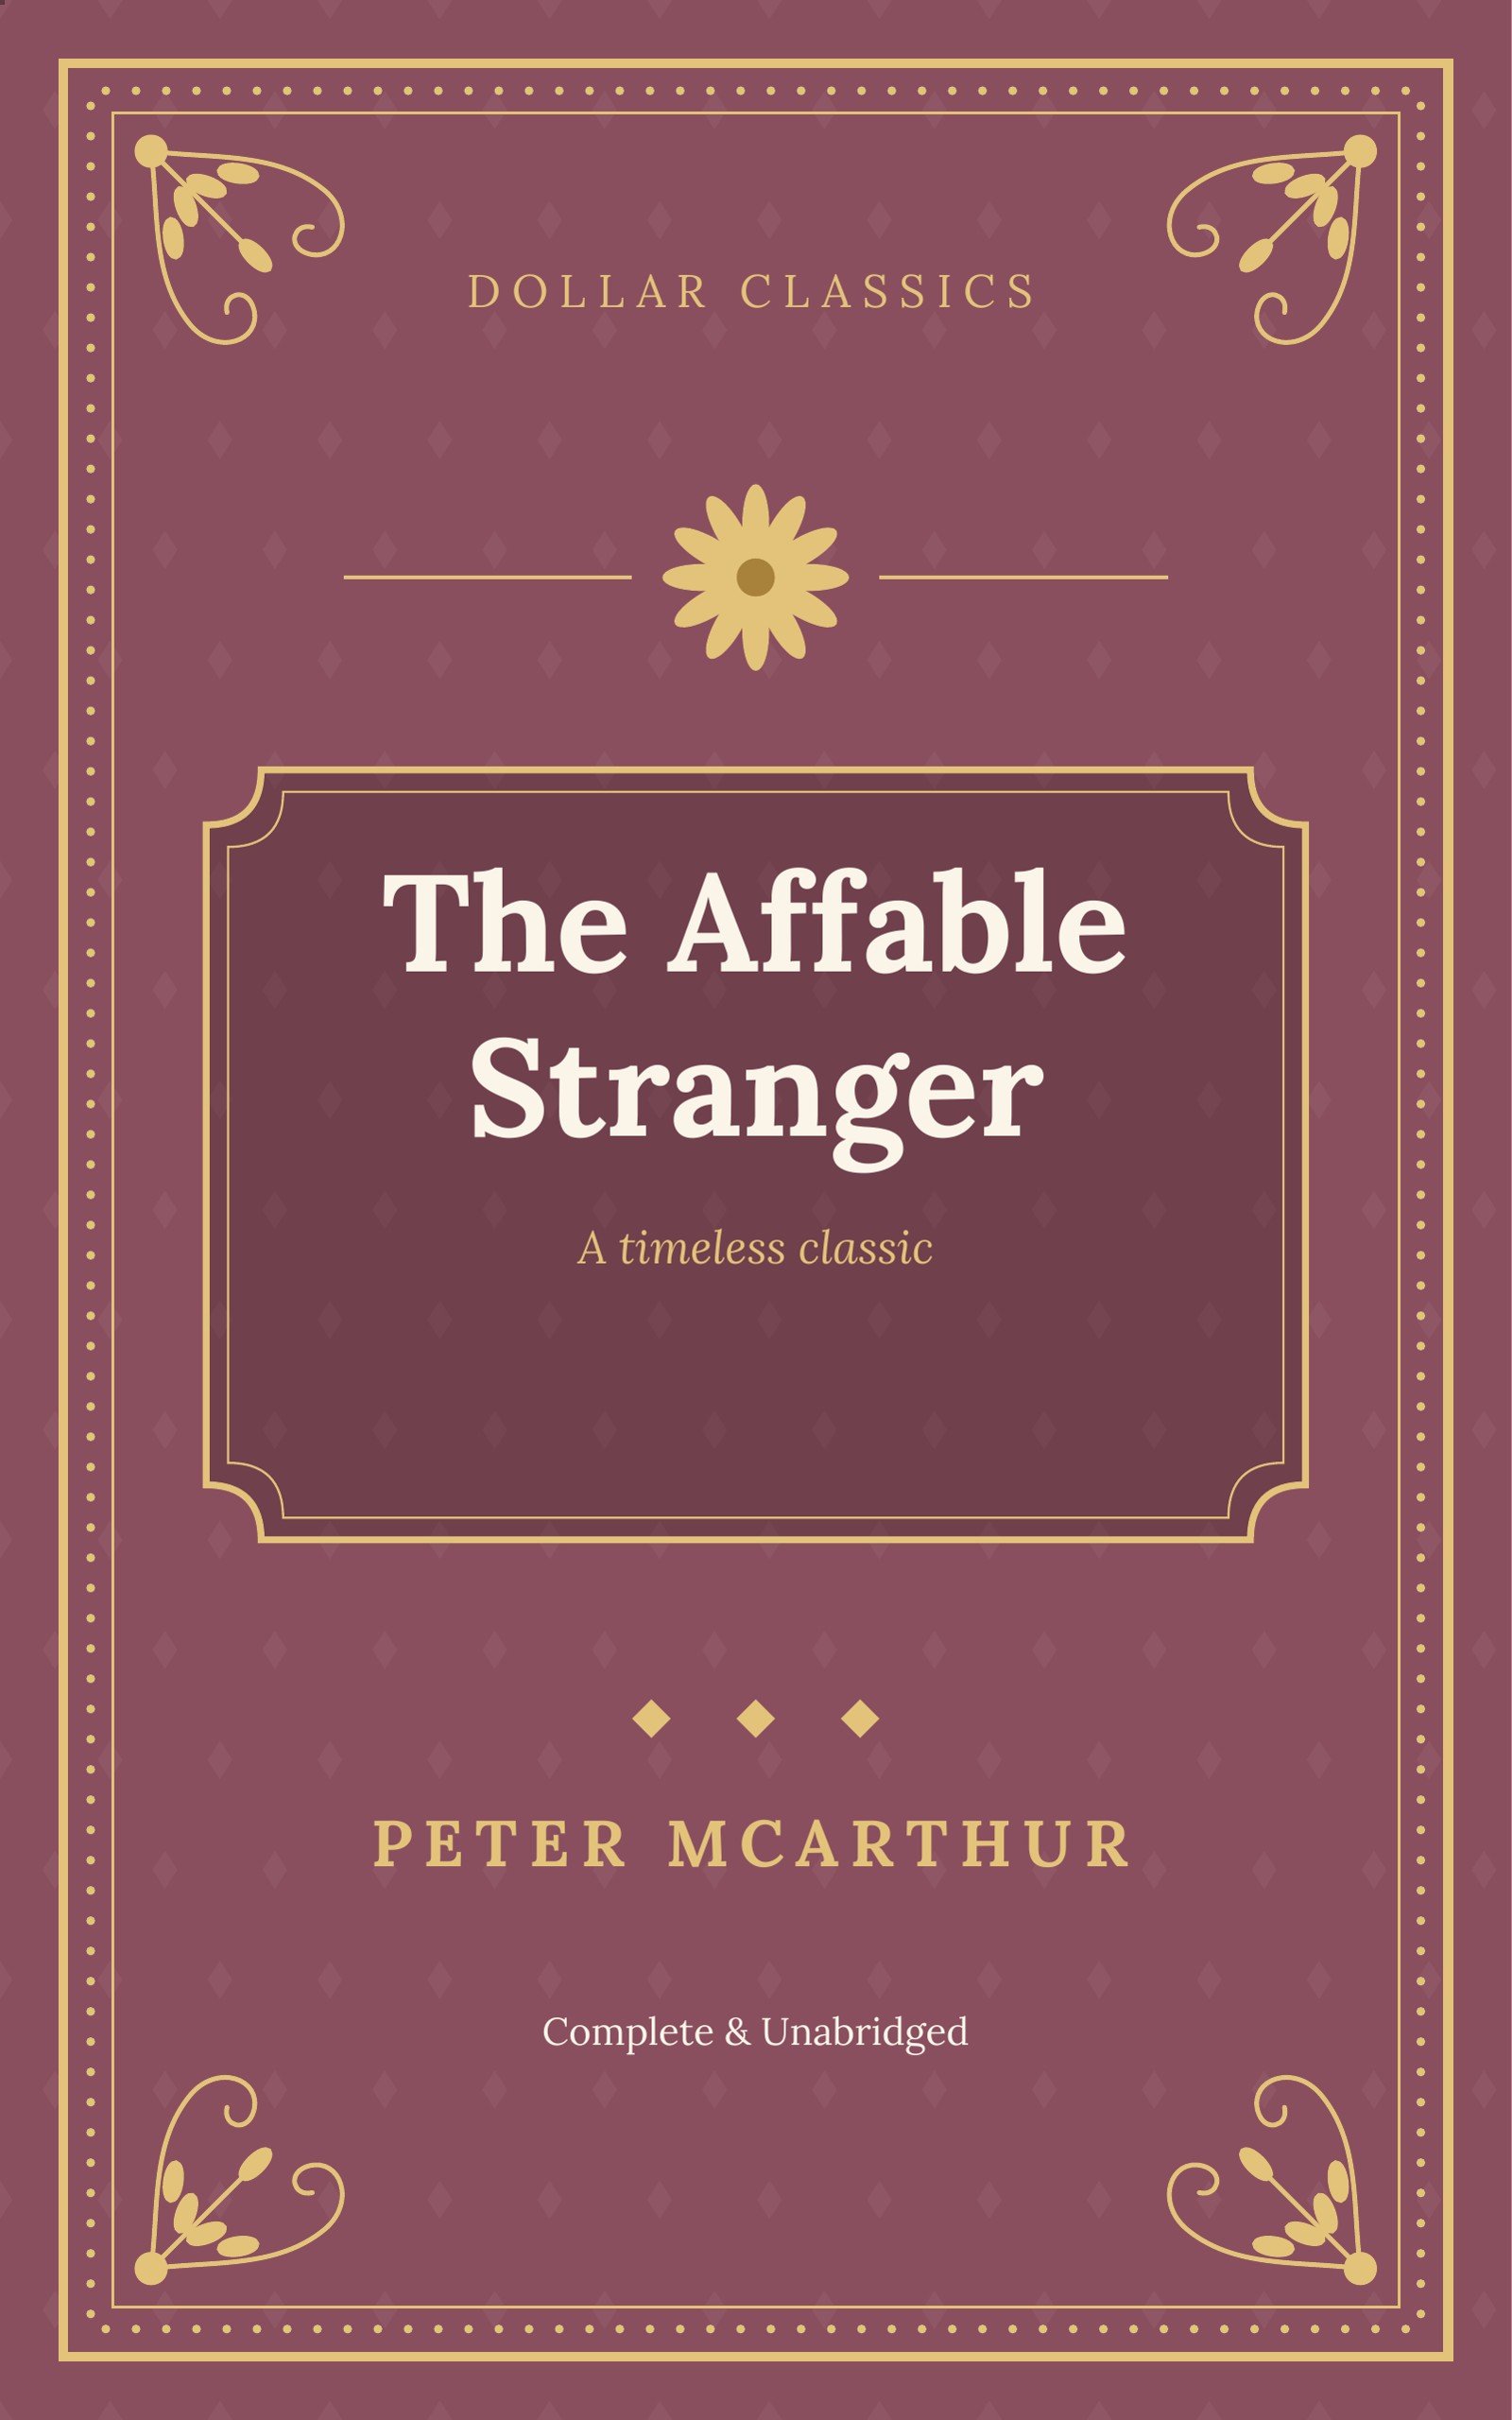 DOLLAR CLASSICS
The Affable
Stranger
A timeless classic
PETER MCARTHUR
Complete & Unabridged